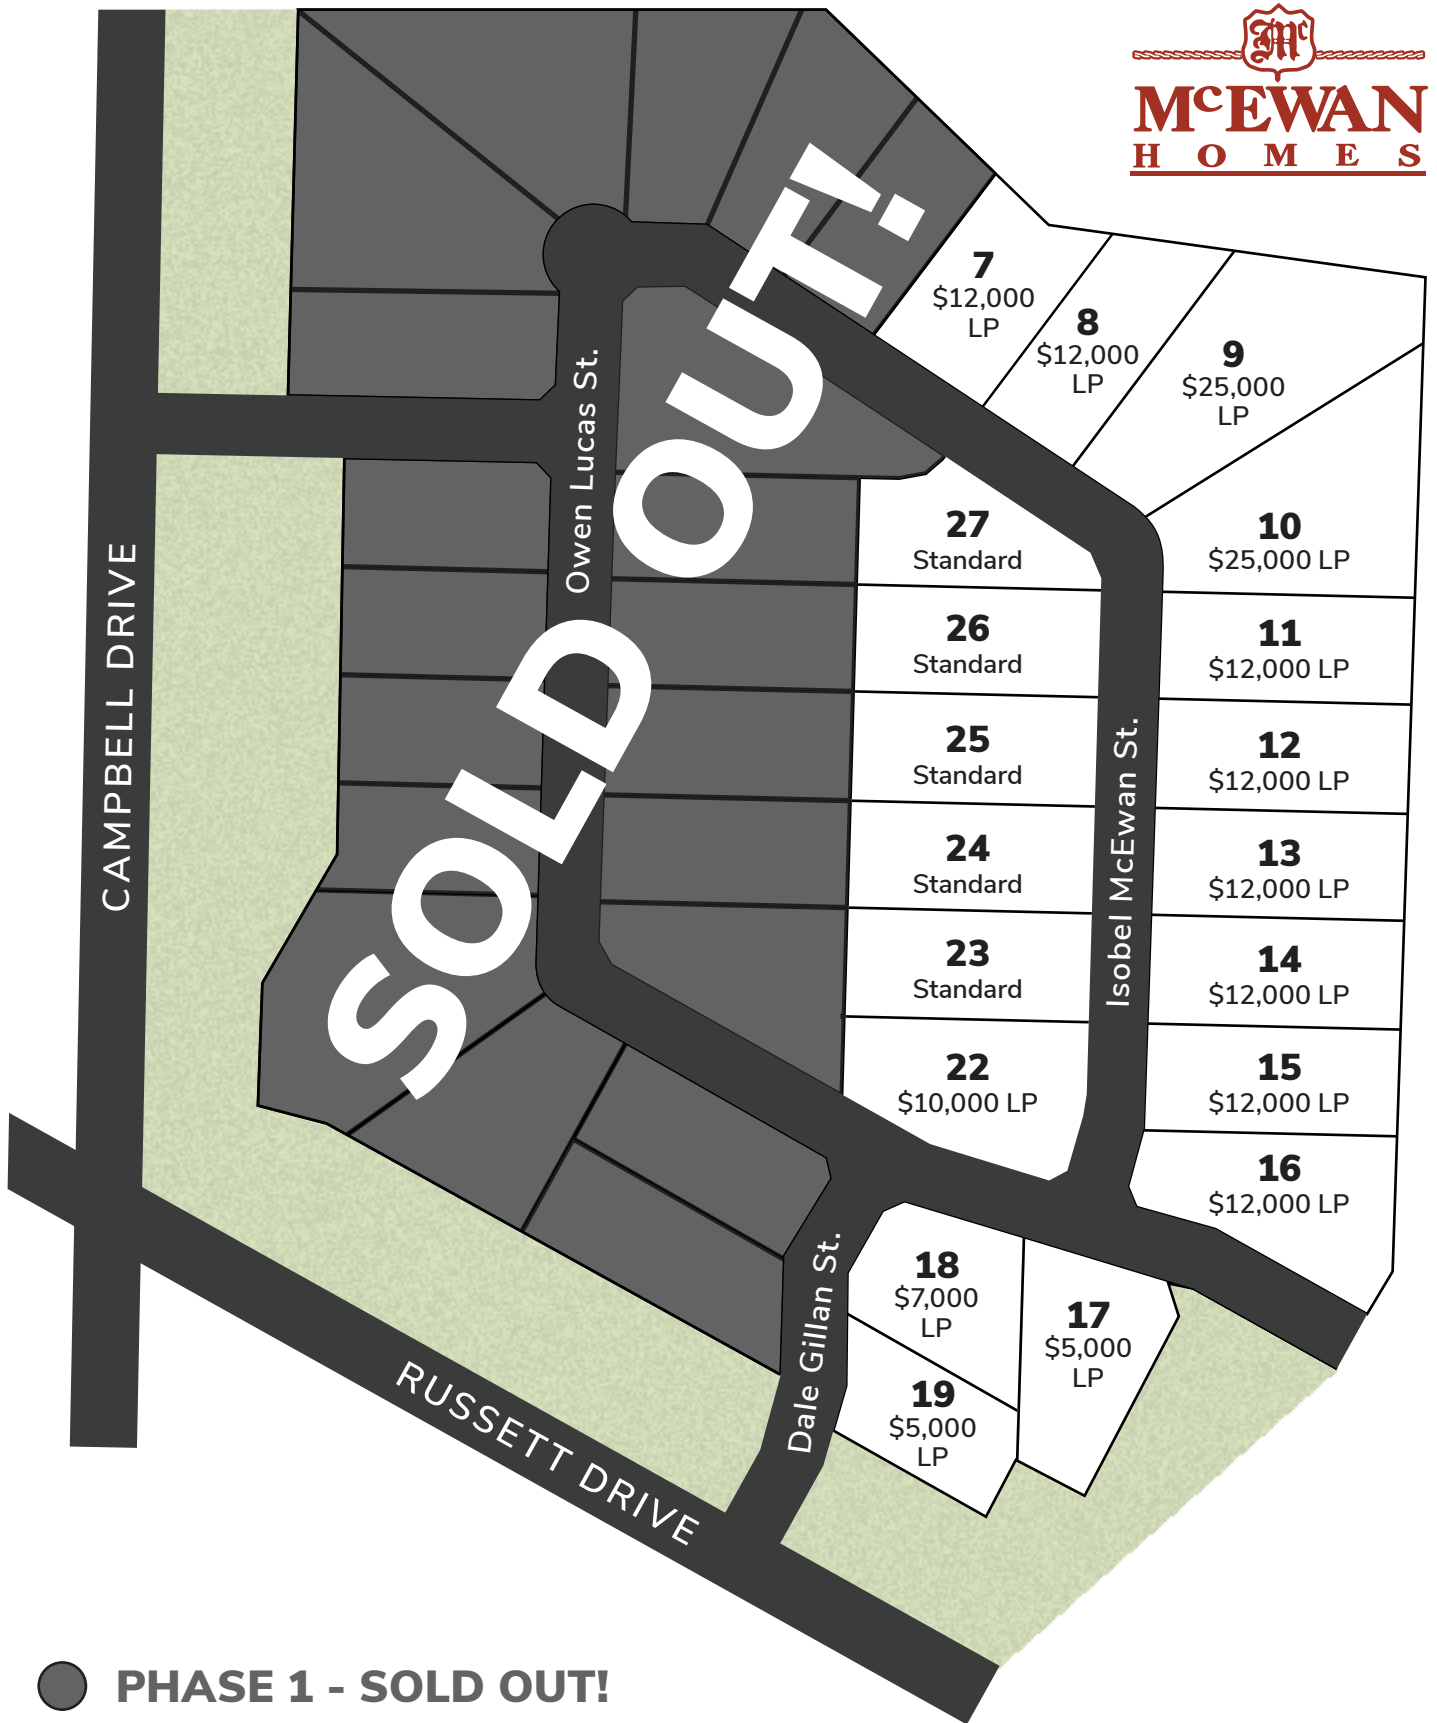 Mc
McEWAN
HOMES
SOLD OUT!
7
$12,000
LP
8
$12,000
LP
9
$25,000
LP
10
$25,000 LP
11
$12,000 LP
12
$12,000 LP
13
$12,000 LP
14
$12,000 LP
15
$12,000 LP
16
$12,000 LP
27
Standard
26
Standard
25
Standard
24
Standard
23
Standard
22
$10,000 LP
18
$7,000
LP
17
$5,000
LP
19
$5,000
LP
Owen Lucas St.
Isobel McEwan St.
Dale Gillan St.
CAMPBELL DRIVE
RUSSETT DRIVE
PHASE 1 - SOLD OUT!